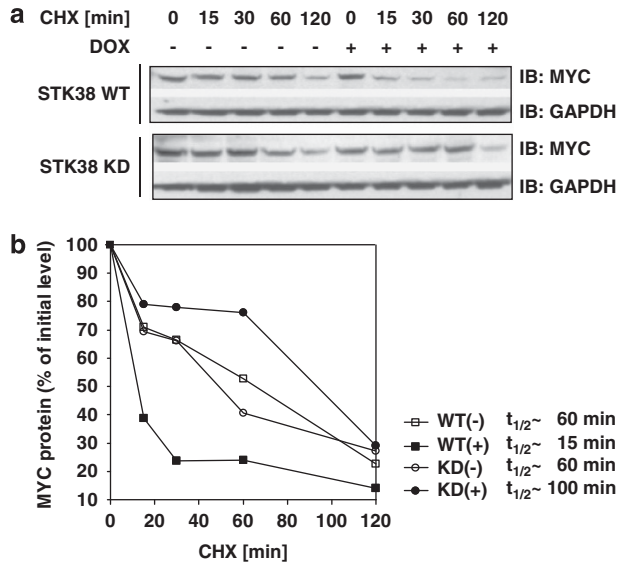 a
CHX [min] 0 15 30 60 120 0 15 30 60 120
DOX - - - - - + + + + +
STK38 WT
IB: MYC
IB: GAPDH
STK38 KD
IB: MYC
IB: GAPDH
b
MYC protein (% of initial level)
100
90
80
70
60
50
40
30
20
10
0 20 40 60 80 100 120
CHX [min]
WT(-) t1/2~ 60 min
WT(+) t1/2~ 15 min
KD(-) t1/2~ 60 min
KD(+) t1/2~ 100 min